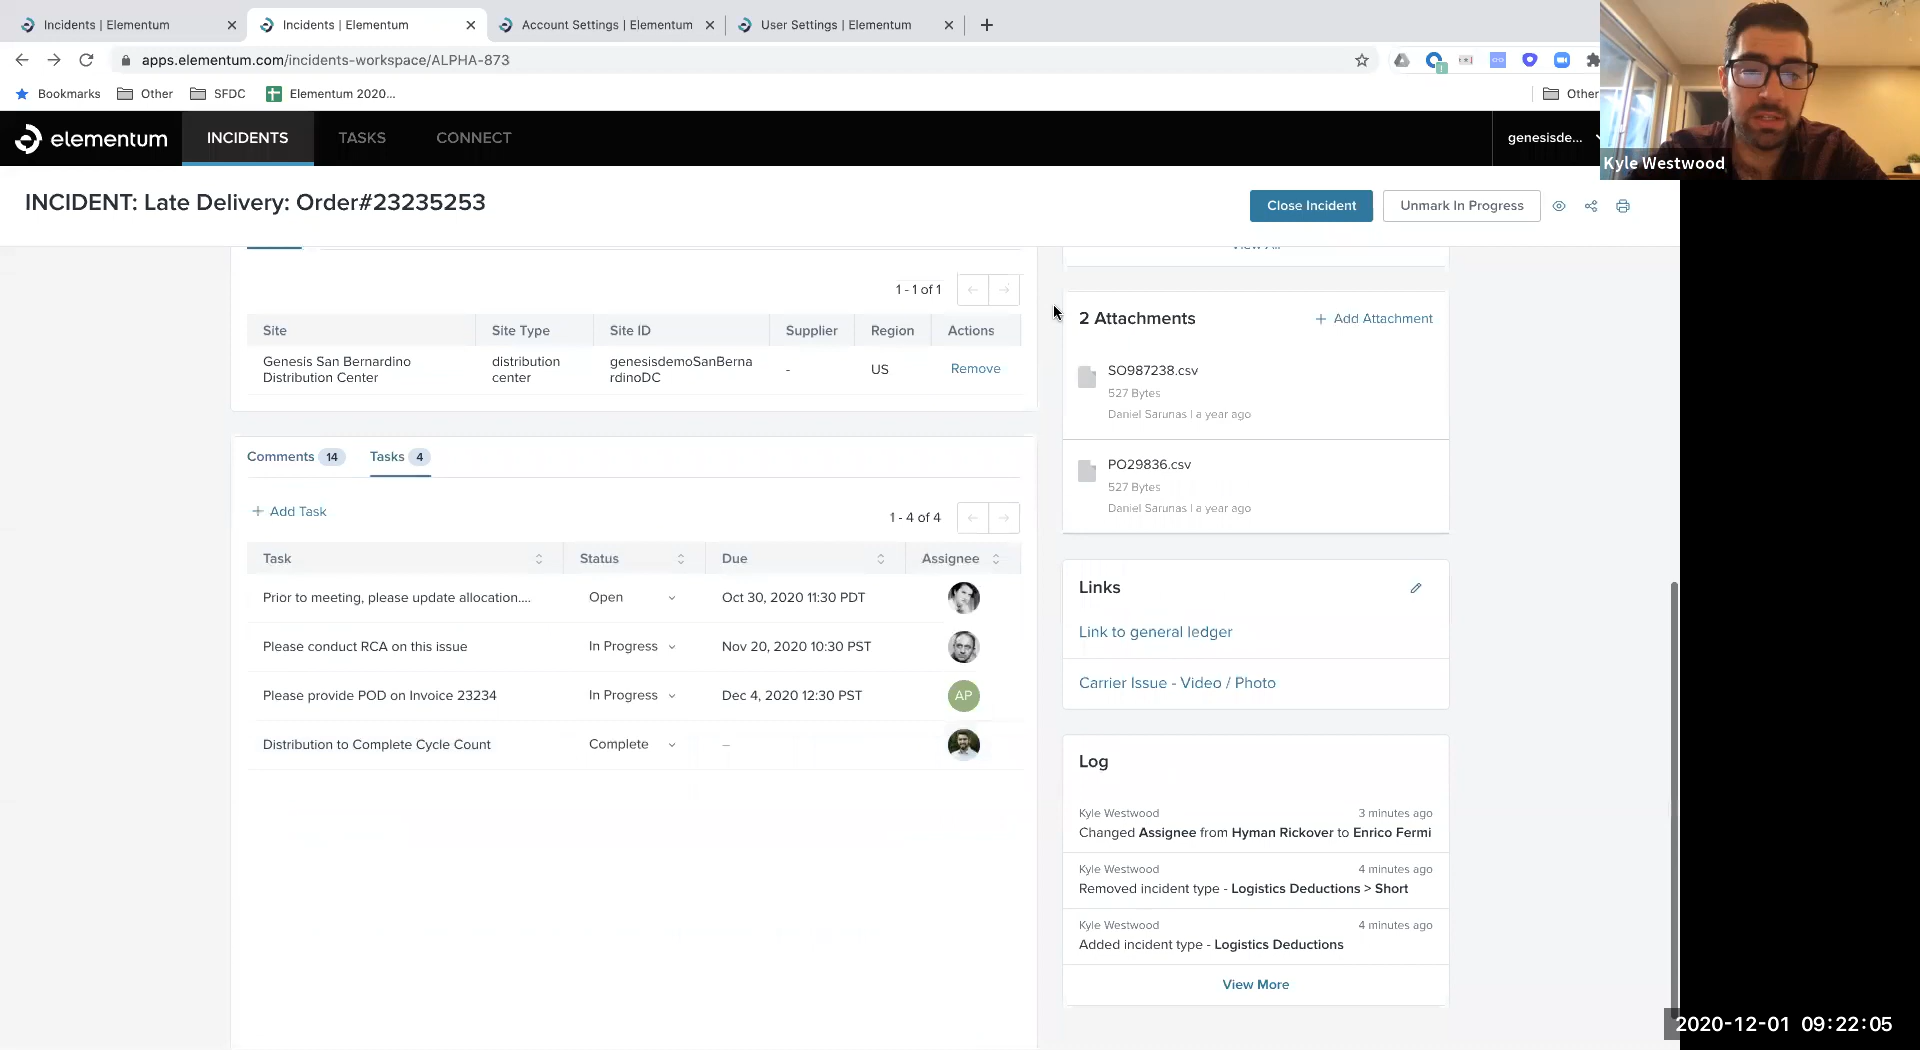 Incidents | Elementum
Incidents | Elementum
Account Settings | Elementum
User Settings | Elementum
apps.elementum.com/incidents-workspace/ALPHA-873
Bookmarks
Other
SFDC
Elementum 2020...
Other
elementum
INCIDENTS
TASKS
CONNECT
genesisde...
Kyle Westwood
INCIDENT: Late Delivery: Order#23235253
Close Incident
Unmark In Progress
1 - 1 of 1
Site
Site Type
Site ID
Supplier
Region
Actions
Genesis San Bernardino
Distribution Center
distribution
center
genesisdemoSanBerna
rdinoDC
-
US
Remove
Comments 14
Tasks 4
+ Add Task
1 - 4 of 4
Task
Status
Due
Assignee
Prior to meeting, please update allocation....
Open
Oct 30, 2020 11:30 PDT
Please conduct RCA on this issue
In Progress
Nov 20, 2020 10:30 PST
Please provide POD on Invoice 23234
In Progress
Dec 4, 2020 12:30 PST
AP
Distribution to Complete Cycle Count
Complete
–
View All
2 Attachments
+ Add Attachment
SO987238.csv
527 Bytes
Daniel Sarunas | a year ago
PO29836.csv
527 Bytes
Daniel Sarunas | a year ago
Links
Link to general ledger
Carrier Issue - Video / Photo
Log
Kyle Westwood
3 minutes ago
Changed Assignee from Hyman Rickover to Enrico Fermi
Kyle Westwood
4 minutes ago
Removed incident type - Logistics Deductions > Short
Kyle Westwood
4 minutes ago
Added incident type - Logistics Deductions
View More
2020-12-01 09:22:05